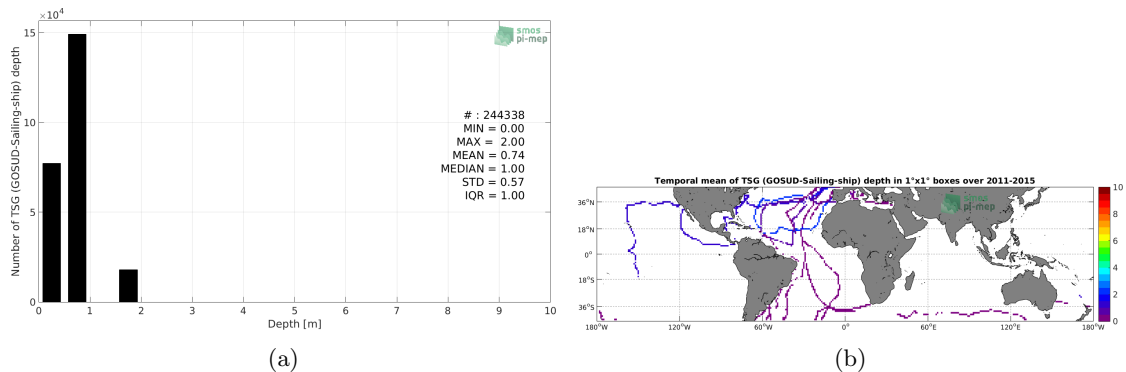 ×10⁴
15
10
5
0
Number of TSG (GOSUD-Sailing-ship) depth
smos
pi-mep
# : 244338
MIN = 0.00
MAX = 2.00
MEAN = 0.74
MEDIAN = 1.00
STD = 0.57
IQR = 1.00
0 1 2 3 4 5 6 7 8 9 10
Depth [m]
(a)
Temporal mean of TSG (GOSUD-Sailing-ship) depth in 1°x1° boxes over 2011-2015
smos
pi-mep
36°N
18°N
0°
18°S
36°S
180°W 120°W 60°W 0° 60°E 120°E 180°W
10
8
6
4
2
0
(b)